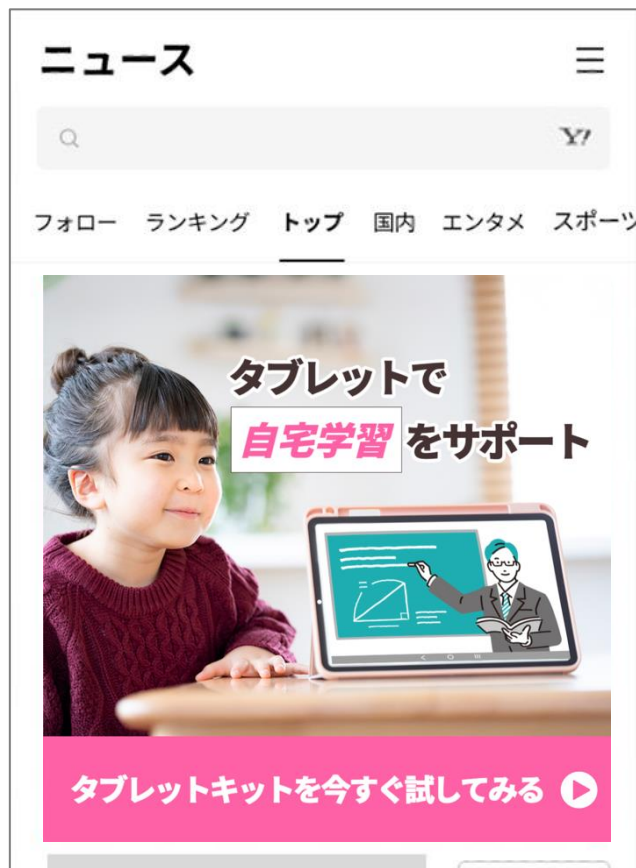 ニュース
Y!
フォロー ランキング トップ 国内 エンタメ スポーツ
タブレットで
自宅学習をサポート
タブレットキットを今すぐ試してみる